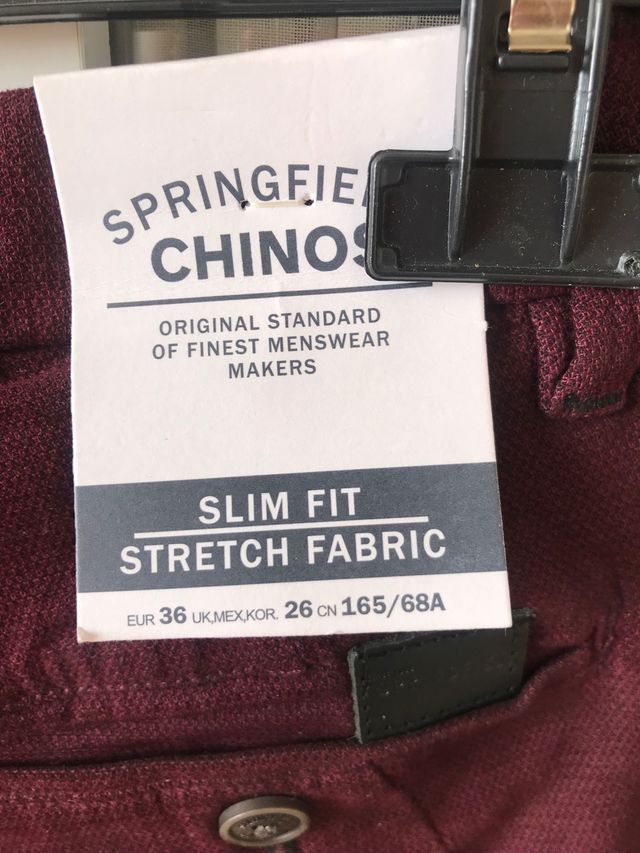 SPRINGFIE
CHINOS
ORIGINAL STANDARD
OF FINEST MENSWEAR
MAKERS
SLIM FIT
STRETCH FABRIC
EUR 36 UK,MEX,KOR. 26 CN 165/68A